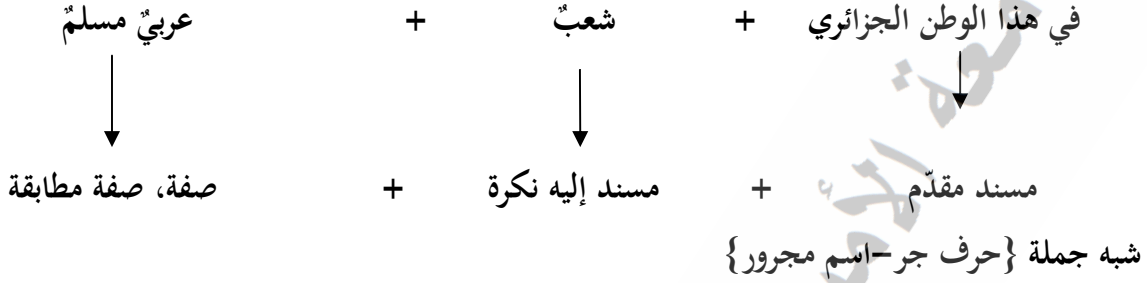 في هذا الوطن الجزائري + شعبٌ + عربيٌ مسلمٌ
مسند مقدّم + مسند إليه نكرة + صفة، صفة مطابقة
شبه جملة {حرف جر–اسم مجرور}